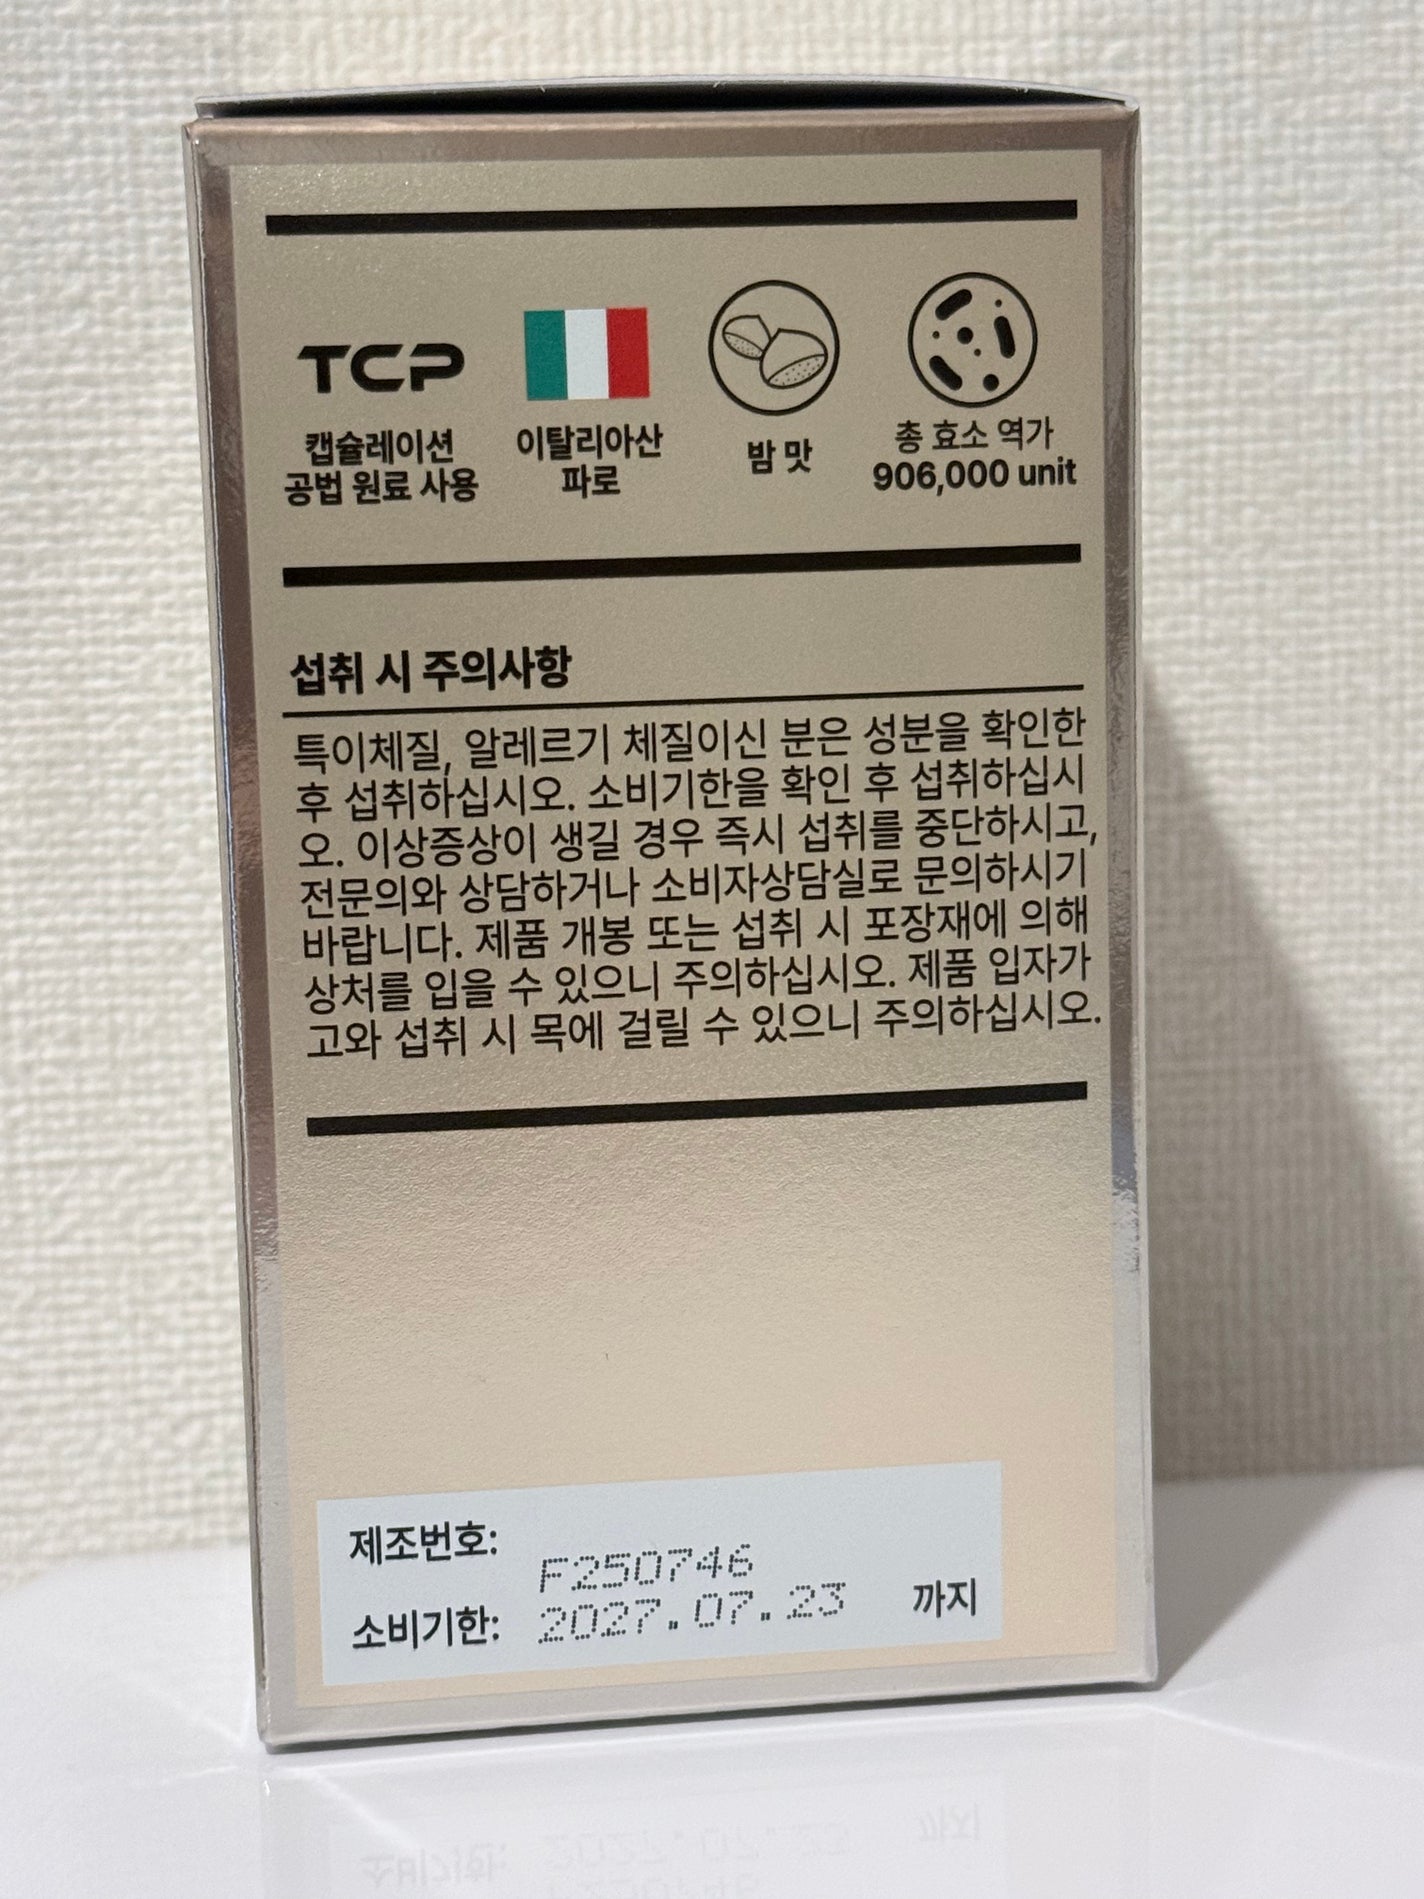 TCP
캡슐레이션
공법 원료 사용
이탈리아산
파로
밤 맛
총 효소 역가
906,000 unit
섭취 시 주의사항
특이체질, 알레르기 체질이신 분은 성분을 확인한
후 섭취하십시오. 소비기한을 확인 후 섭취하십시
오. 이상증상이 생길 경우 즉시 섭취를 중단하시고,
전문의와 상담하거나 소비자상담실로 문의하시기
바랍니다. 제품 개봉 또는 섭취 시 포장재에 의해
상처를 입을 수 있으니 주의하십시오. 제품 입자가
고와 섭취 시 목에 걸릴 수 있으니 주의하십시오.
제조번호: F250746
소비기한: 2027.07.23 까지